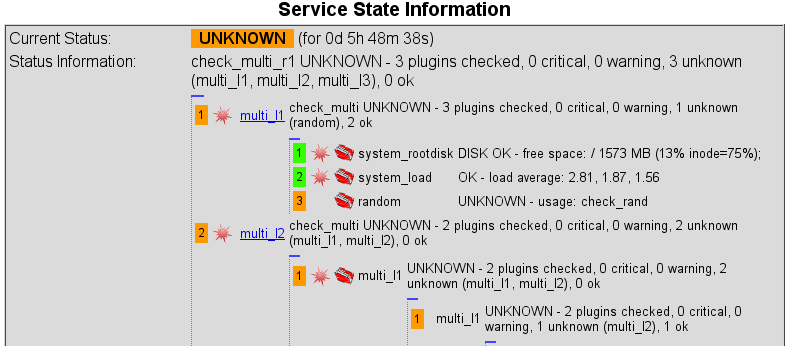 Service State Information
Current Status: UNKNOWN (for 0d 5h 48m 38s)
Status Information: check_multi_r1 UNKNOWN - 3 plugins checked, 0 critical, 0 warning, 3 unknown
(multi_l1, multi_l2, multi_l3), 0 ok
1 multi_l1 check_multi UNKNOWN - 3 plugins checked, 0 critical, 0 warning, 1 unknown
(random), 2 ok
1 system_rootdisk DISK OK - free space: / 1573 MB (13% inode=75%);
2 system_load OK - load average: 2.81, 1.87, 1.56
3 random UNKNOWN - usage: check_rand
2 multi_l2 check_multi UNKNOWN - 2 plugins checked, 0 critical, 0 warning, 2 unknown
(multi_l1, multi_l2), 0 ok
1 multi_l1 UNKNOWN - 2 plugins checked, 0 critical, 0 warning, 2
unknown (multi_l1, multi_l2), 0 ok
1 multi_l1 UNKNOWN - 2 plugins checked, 0 critical, 0
warning, 1 unknown (multi_l2), 1 ok